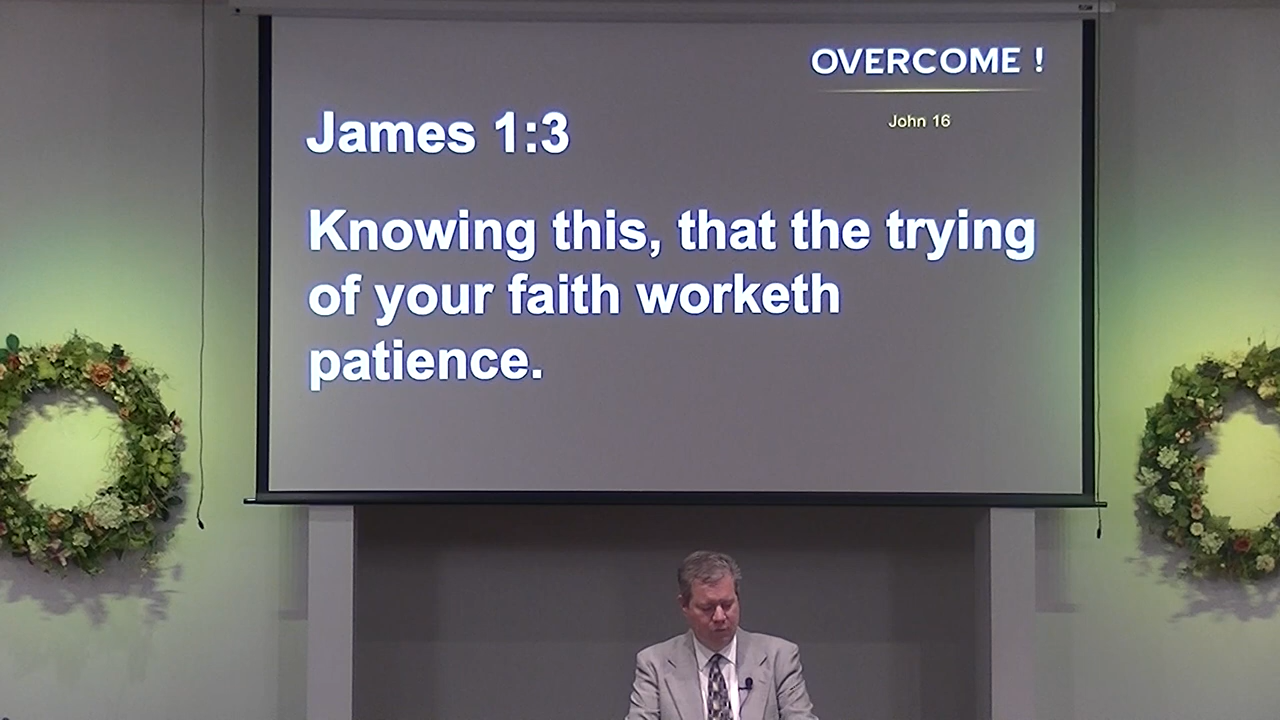 OVERCOME !
John 16
James 1:3
Knowing this, that the trying
of your faith worketh
patience.